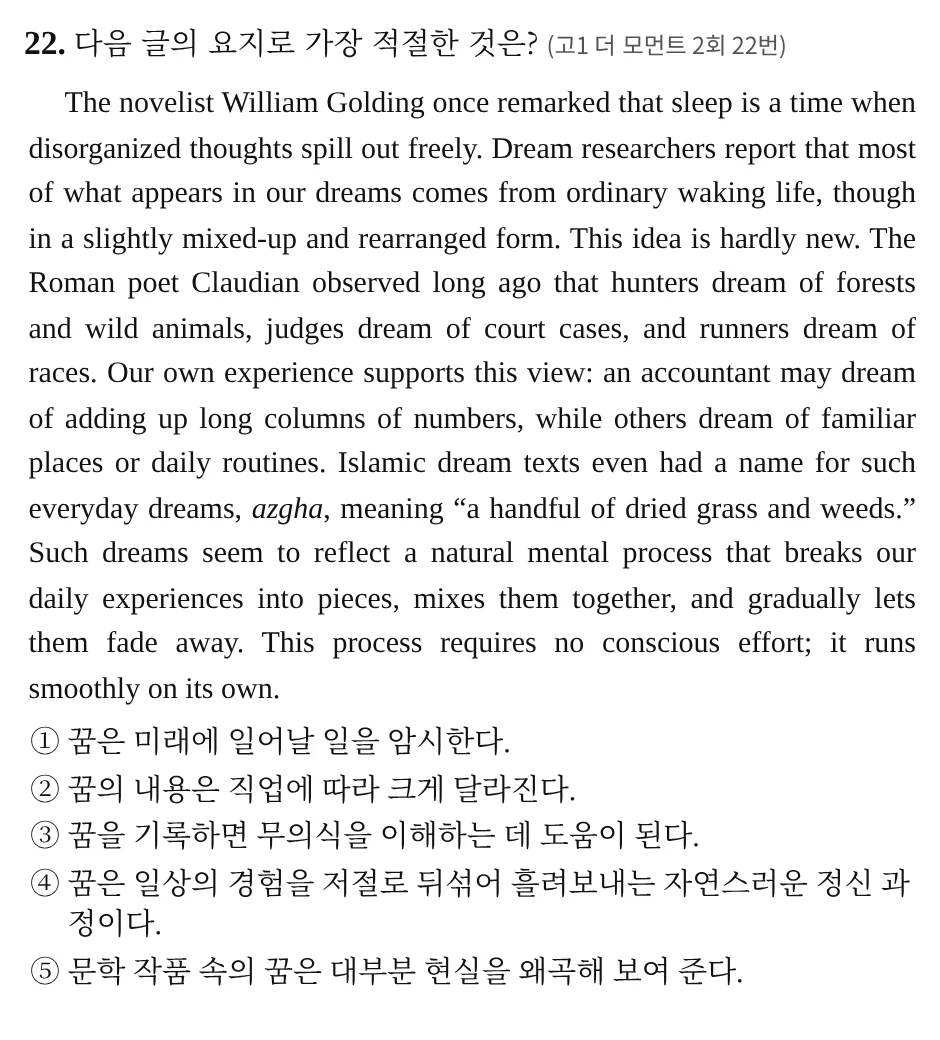 22. 다음 글의 요지로 가장 적절한 것은? (고1 더 모먼트 2회 22번)
The novelist William Golding once remarked that sleep is a time when
disorganized thoughts spill out freely. Dream researchers report that most
of what appears in our dreams comes from ordinary waking life, though
in a slightly mixed-up and rearranged form. This idea is hardly new. The
Roman poet Claudian observed long ago that hunters dream of forests
and wild animals, judges dream of court cases, and runners dream of
races. Our own experience supports this view: an accountant may dream
of adding up long columns of numbers, while others dream of familiar
places or daily routines. Islamic dream texts even had a name for such
everyday dreams, azgha, meaning “a handful of dried grass and weeds.”
Such dreams seem to reflect a natural mental process that breaks our
daily experiences into pieces, mixes them together, and gradually lets
them fade away. This process requires no conscious effort; it runs
smoothly on its own.
① 꿈은 미래에 일어날 일을 암시한다.
② 꿈의 내용은 직업에 따라 크게 달라진다.
③ 꿈을 기록하면 무의식을 이해하는 데 도움이 된다.
④ 꿈은 일상의 경험을 저절로 뒤섞어 흘려보내는 자연스러운 정신 과
정이다.
⑤ 문학 작품 속의 꿈은 대부분 현실을 왜곡해 보여 준다.